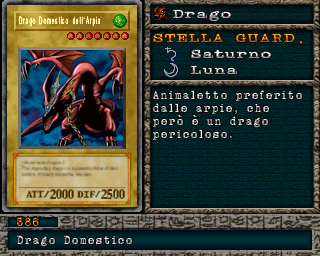 Drago Domestico dell'Arpia
ATT/2000 DIF/2500
Drago
STELLA GUARD.
Saturno
Luna
Animaletto preferito
dalle arpie, che
però è un drago
pericoloso.
386
Drago Domestico